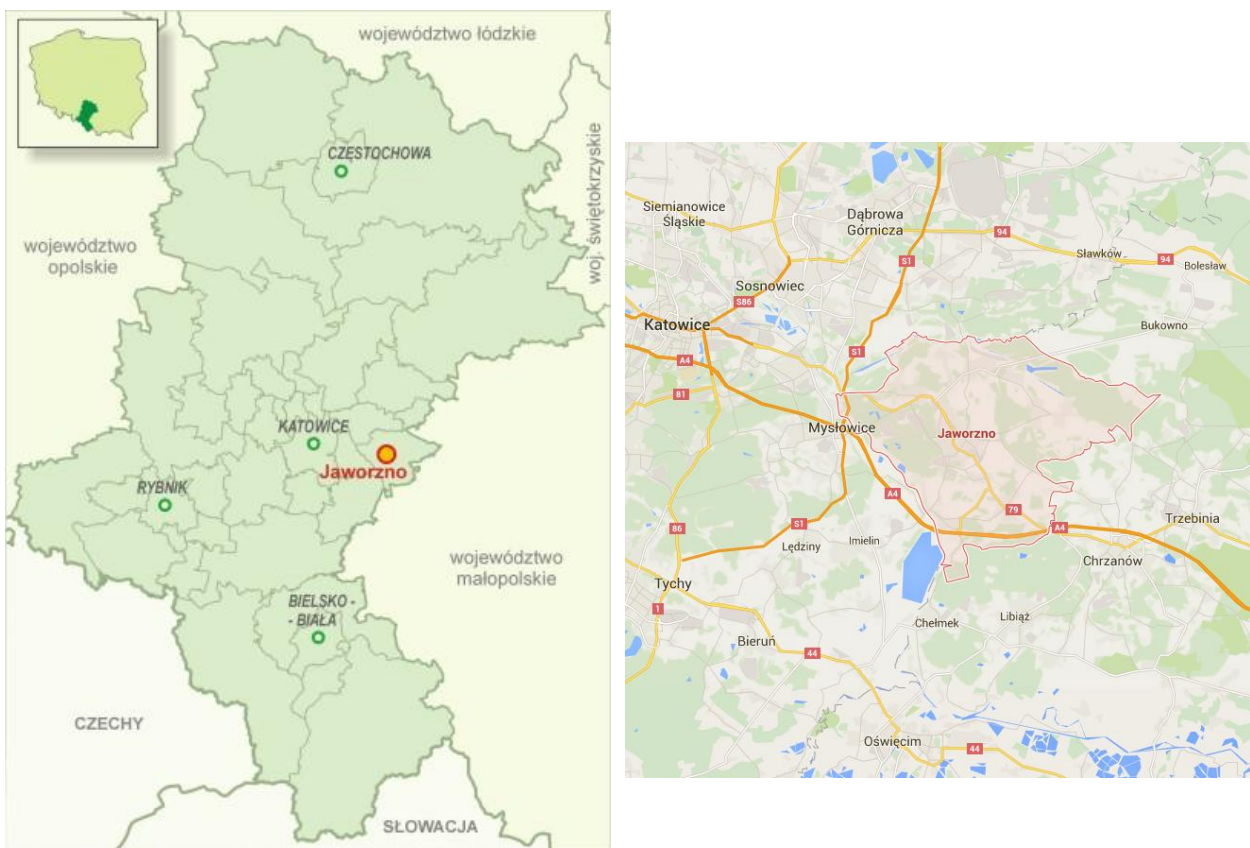 województwo łódzkie
woj. świętokrzyskie
CZĘSTOCHOWA
województwo
opolskie
KATOWICE
Jaworzno
RYBNIK
województwo
małopolskie
BIELSKO -
- BIAŁA
CZECHY
SŁOWACJA
Siemianowice
Śląskie
Dąbrowa
Górnicza
94
Sławków
94
Bolesław
S1
Sosnowiec
S86
Katowice
Bukowno
S1
A4
81
Mysłowice
Jaworzno
A4
79
86
S1
A4
Trzebinia
Lędziny
Imielin
Chrzanów
Tychy
1
Chełmek
Libiąż
Bieruń
44
Oświęcim
44